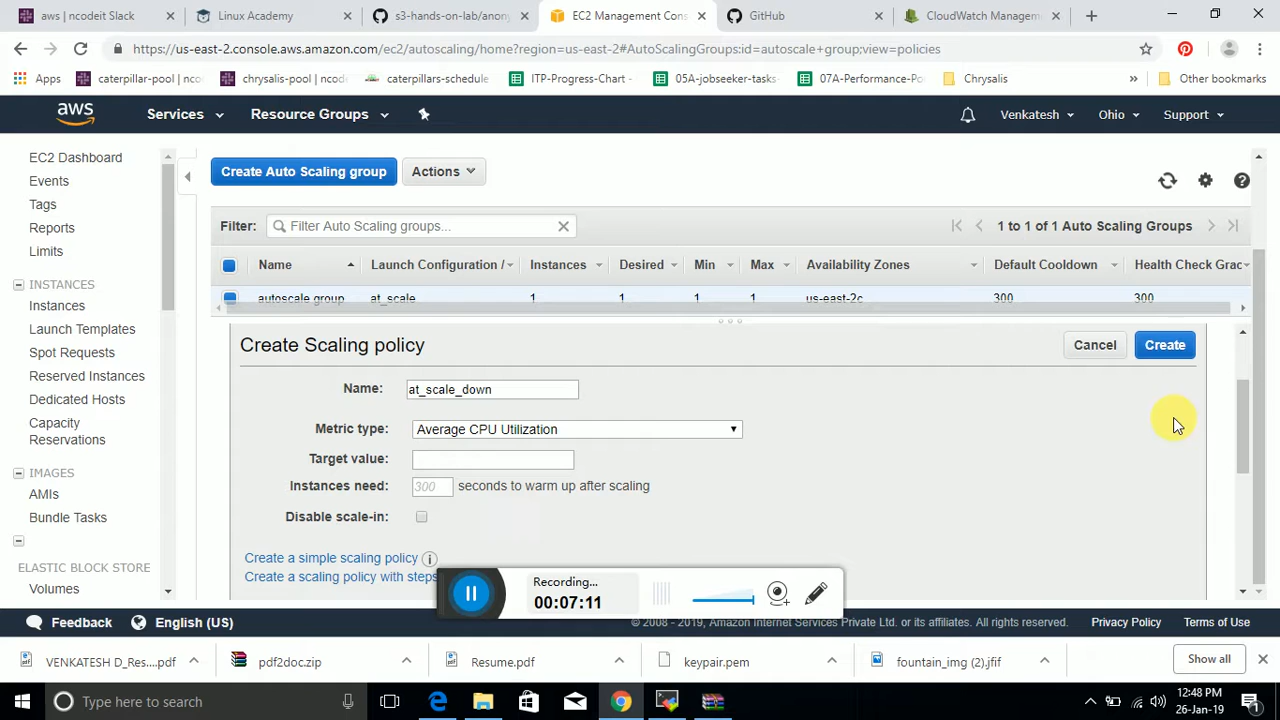 aws | ncodeit Slack
Linux Academy
s3-hands-on-lab/anony
EC2 Management Cons
GitHub
CloudWatch Managem
https://us-east-2.console.aws.amazon.com/ec2/autoscaling/home?region=us-east-2#AutoScalingGroups:id=autoscale+group;view=policies
Apps
caterpillar-pool | nco
chrysalis-pool | ncod
caterpillars-schedule
ITP-Progress-Chart -
05A-jobseeker-tasks
07A-Performance-Po
Chrysalis
»
Other bookmarks
aws
Services
Resource Groups
Venkatesh
Ohio
Support
EC2 Dashboard
Events
Tags
Reports
Limits
INSTANCES
Instances
Launch Templates
Spot Requests
Reserved Instances
Dedicated Hosts
Capacity
Reservations
IMAGES
AMIs
Bundle Tasks
ELASTIC BLOCK STORE
Volumes
Create Auto Scaling group
Actions
Filter:
Filter Auto Scaling groups...
1 to 1 of 1 Auto Scaling Groups
Name
Launch Configuration /
Instances
Desired
Min
Max
Availability Zones
Default Cooldown
Health Check Grac
autoscale group
at_scale
1
1
1
1
us-east-2c
300
300
Create Scaling policy
Cancel
Create
Name:
at_scale_down
Metric type:
Average CPU Utilization
Target value:
Instances need:
300
seconds to warm up after scaling
Disable scale-in:
Create a simple scaling policy
Create a scaling policy with steps
Recording...
00:07:11
Feedback
English (US)
© 2008 - 2019, Amazon Internet Services Private Ltd. or its affiliates. All rights reserved.
Privacy Policy
Terms of Use
VENKATESH D_Res....pdf
pdf2doc.zip
Resume.pdf
keypair.pem
fountain_img (2).jfif
Show all
Type here to search
12:48 PM
26-Jan-19
1